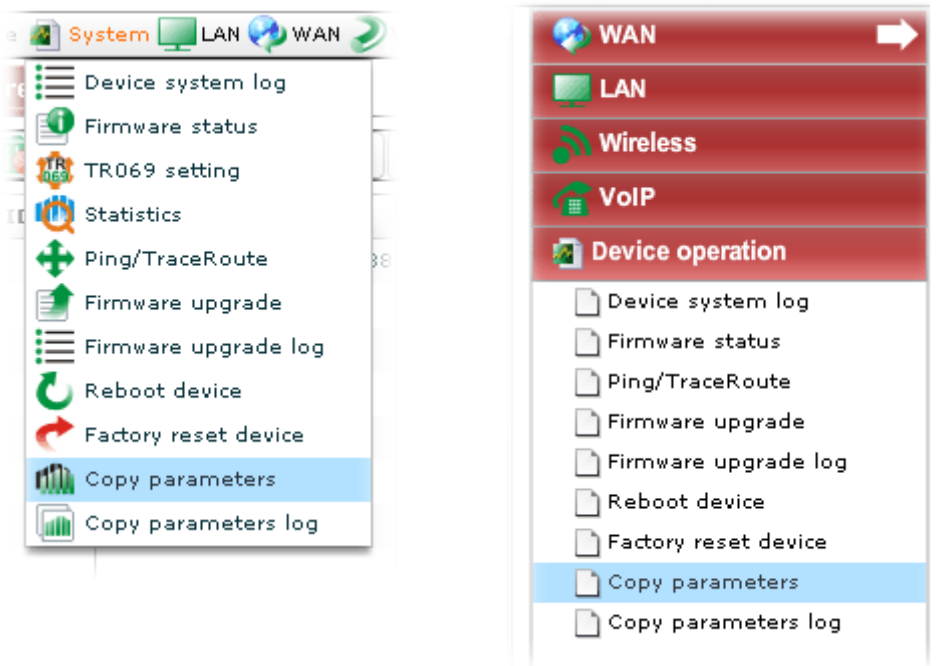 System LAN WAN
Device system log
Firmware status
TR069 setting
Statistics
Ping/TraceRoute
Firmware upgrade
Firmware upgrade log
Reboot device
Factory reset device
Copy parameters
Copy parameters log
WAN
LAN
Wireless
VoIP
Device operation
Device system log
Firmware status
Ping/TraceRoute
Firmware upgrade
Firmware upgrade log
Reboot device
Factory reset device
Copy parameters
Copy parameters log